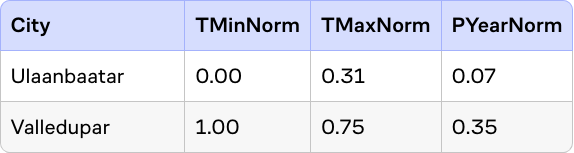 City TMinNorm TMaxNorm PYearNorm
Ulaanbaatar 0.00 0.31 0.07
Valledupar 1.00 0.75 0.35